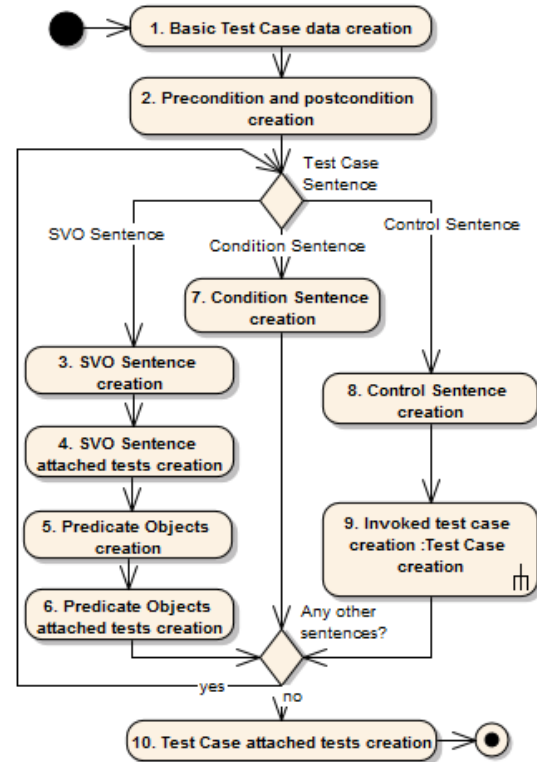 1. Basic Test Case data creation
2. Precondition and postcondition
creation
Test Case
Sentence
SVO Sentence
Condition Sentence
Control Sentence
7. Condition Sentence
creation
3. SVO Sentence
creation
8. Control Sentence
creation
4. SVO Sentence
attached tests creation
5. Predicate Objects
creation
9. Invoked test case
creation :Test Case
creation
6. Predicate Objects
attached tests creation
Any other
sentences?
yes
no
10. Test Case attached tests creation